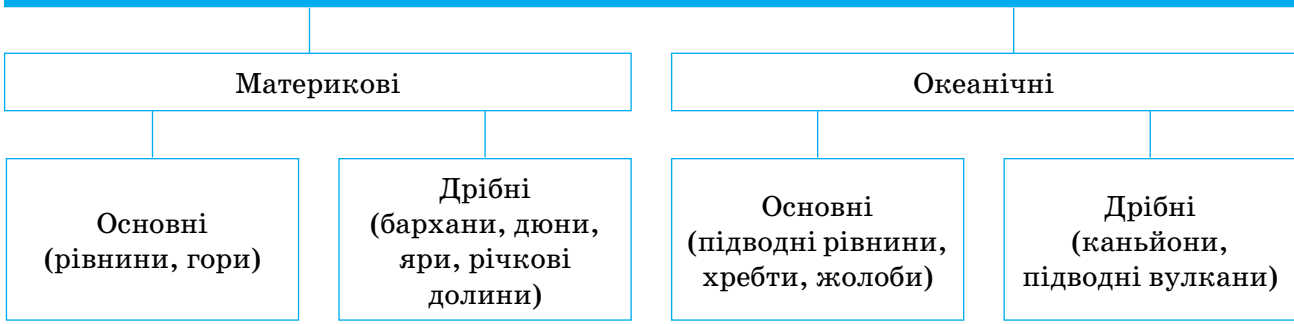 Материкові
Океанічні
Основні
(рівнини, гори)
Дрібні
(бархани, дюни,
яри, річкові
долини)
Основні
(підводні рівнини,
хребти, жолоби)
Дрібні
(каньйони,
підводні вулкани)